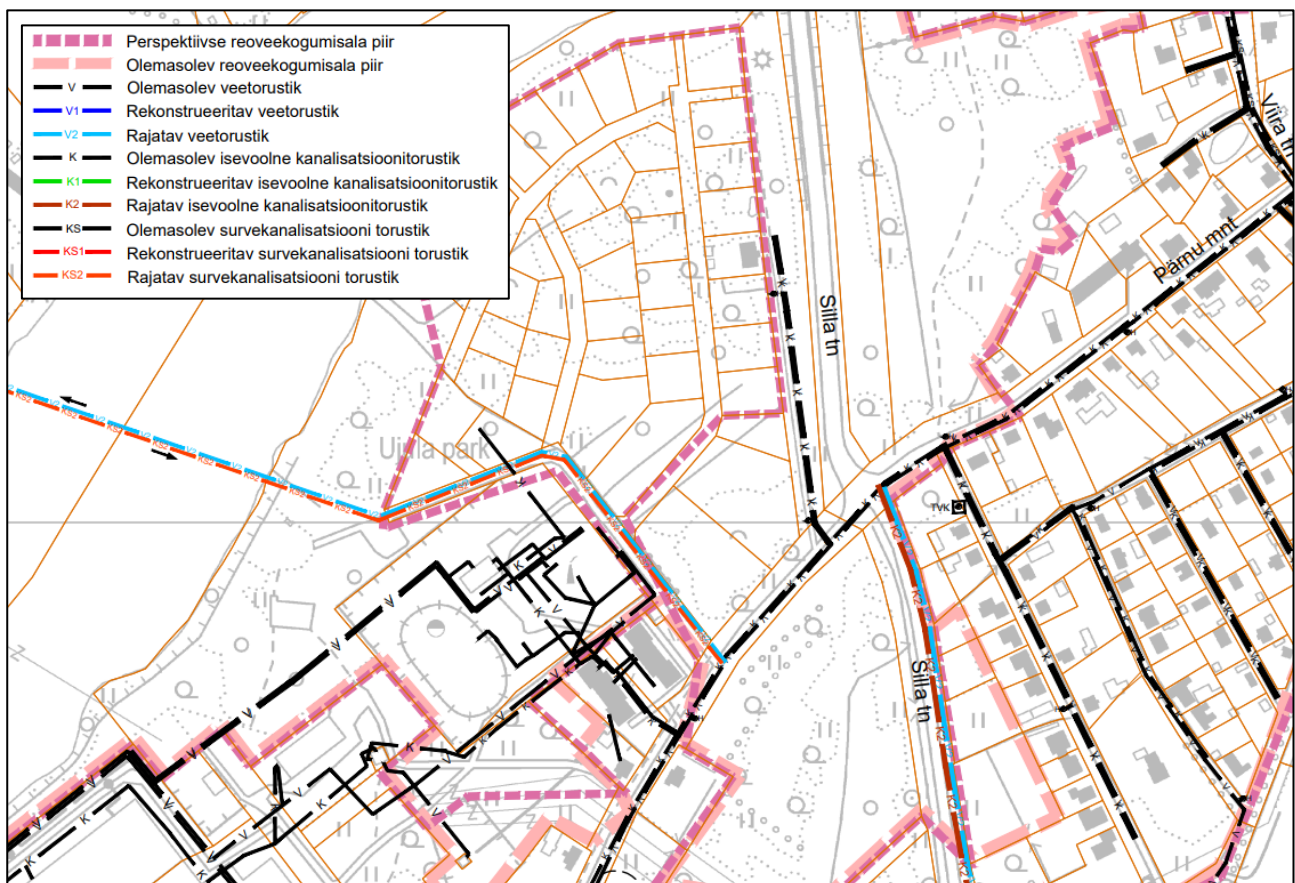 Perspektiivse reoveekogumisala piir
Olemasolev reoveekogumisala piir
V Olemasolev veetorustik
V1 Rekonstrueeritav veetorustik
V2 Rajatav veetorustik
K Olemasolev isevoolne kanalisatsioonitorustik
K1 Rekonstrueeritav isevoolne kanalisatsioonitorustik
K2 Rajatav isevoolne kanalisatsioonitorustik
KS Olemasolev survekanalisatsiooni torustik
KS1 Rekonstrueeritav survekanalisatsiooni torustik
KS2 Rajatav survekanalisatsiooni torustik
Viira tn
Pärnu mnt
Silla tn
park
TVK
Silla tn